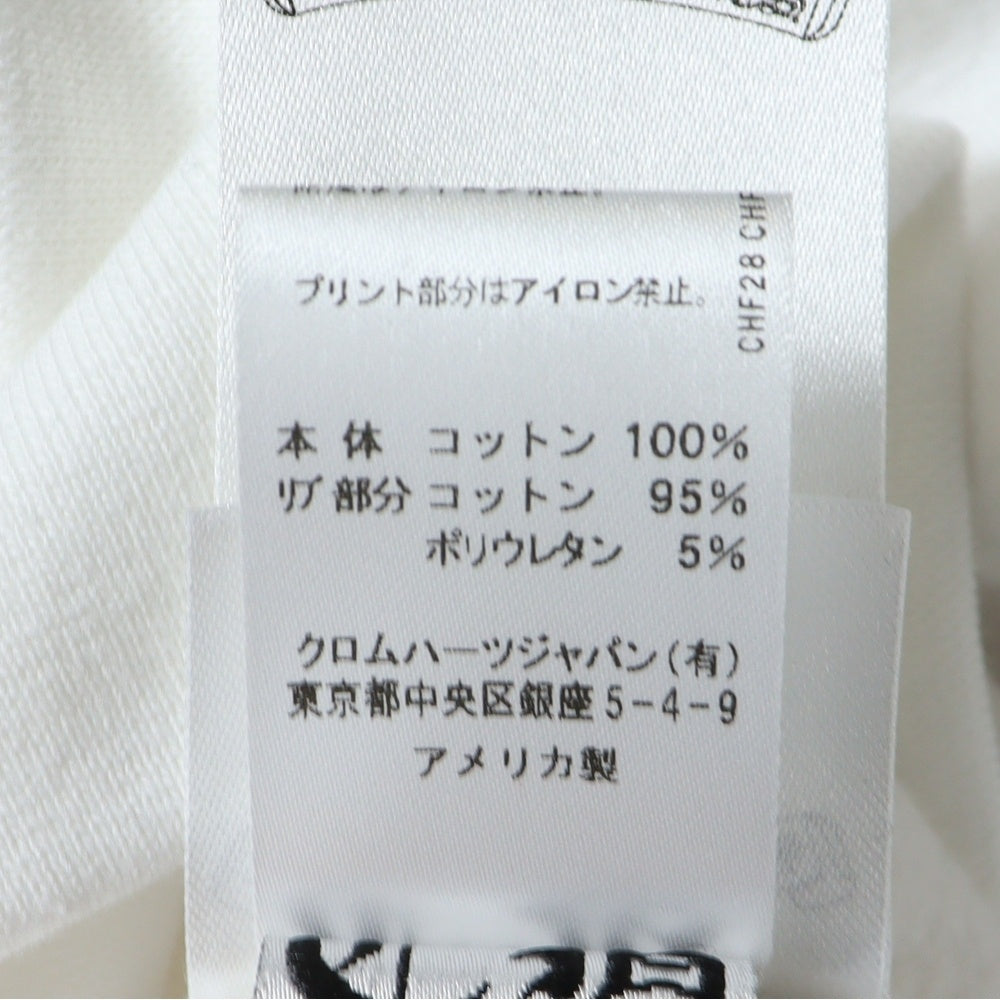 プリント部分はアイロン禁止。
CHF28 CHF
本 体 コットン 100%
リブ部分 コットン 95%
ポリウレタン 5%
クロムハーツジャパン(有)
東京都中央区銀座5-4-9
アメリカ製